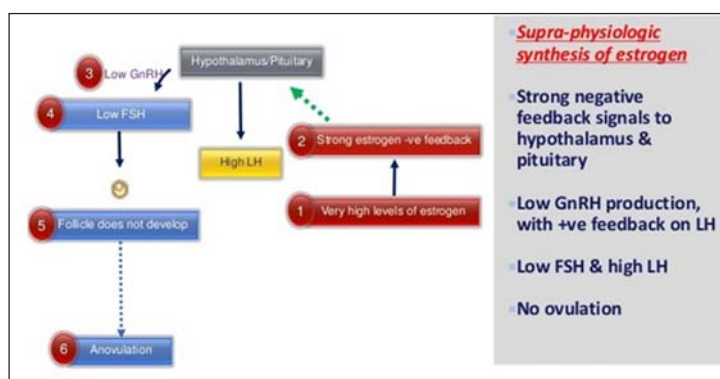 Hypothalamus/Pituitary
3 Low GnRH
4 Low FSH
High LH
2 Strong estrogen -ve feedback
1 Very high levels of estrogen
5 Follicle does not develop
6 Anovulation
Supra-physiologic
synthesis of estrogen
Strong negative
feedback signals to
hypothalamus &
pituitary
Low GnRH production,
with +ve feedback on LH
Low FSH & high LH
No ovulation